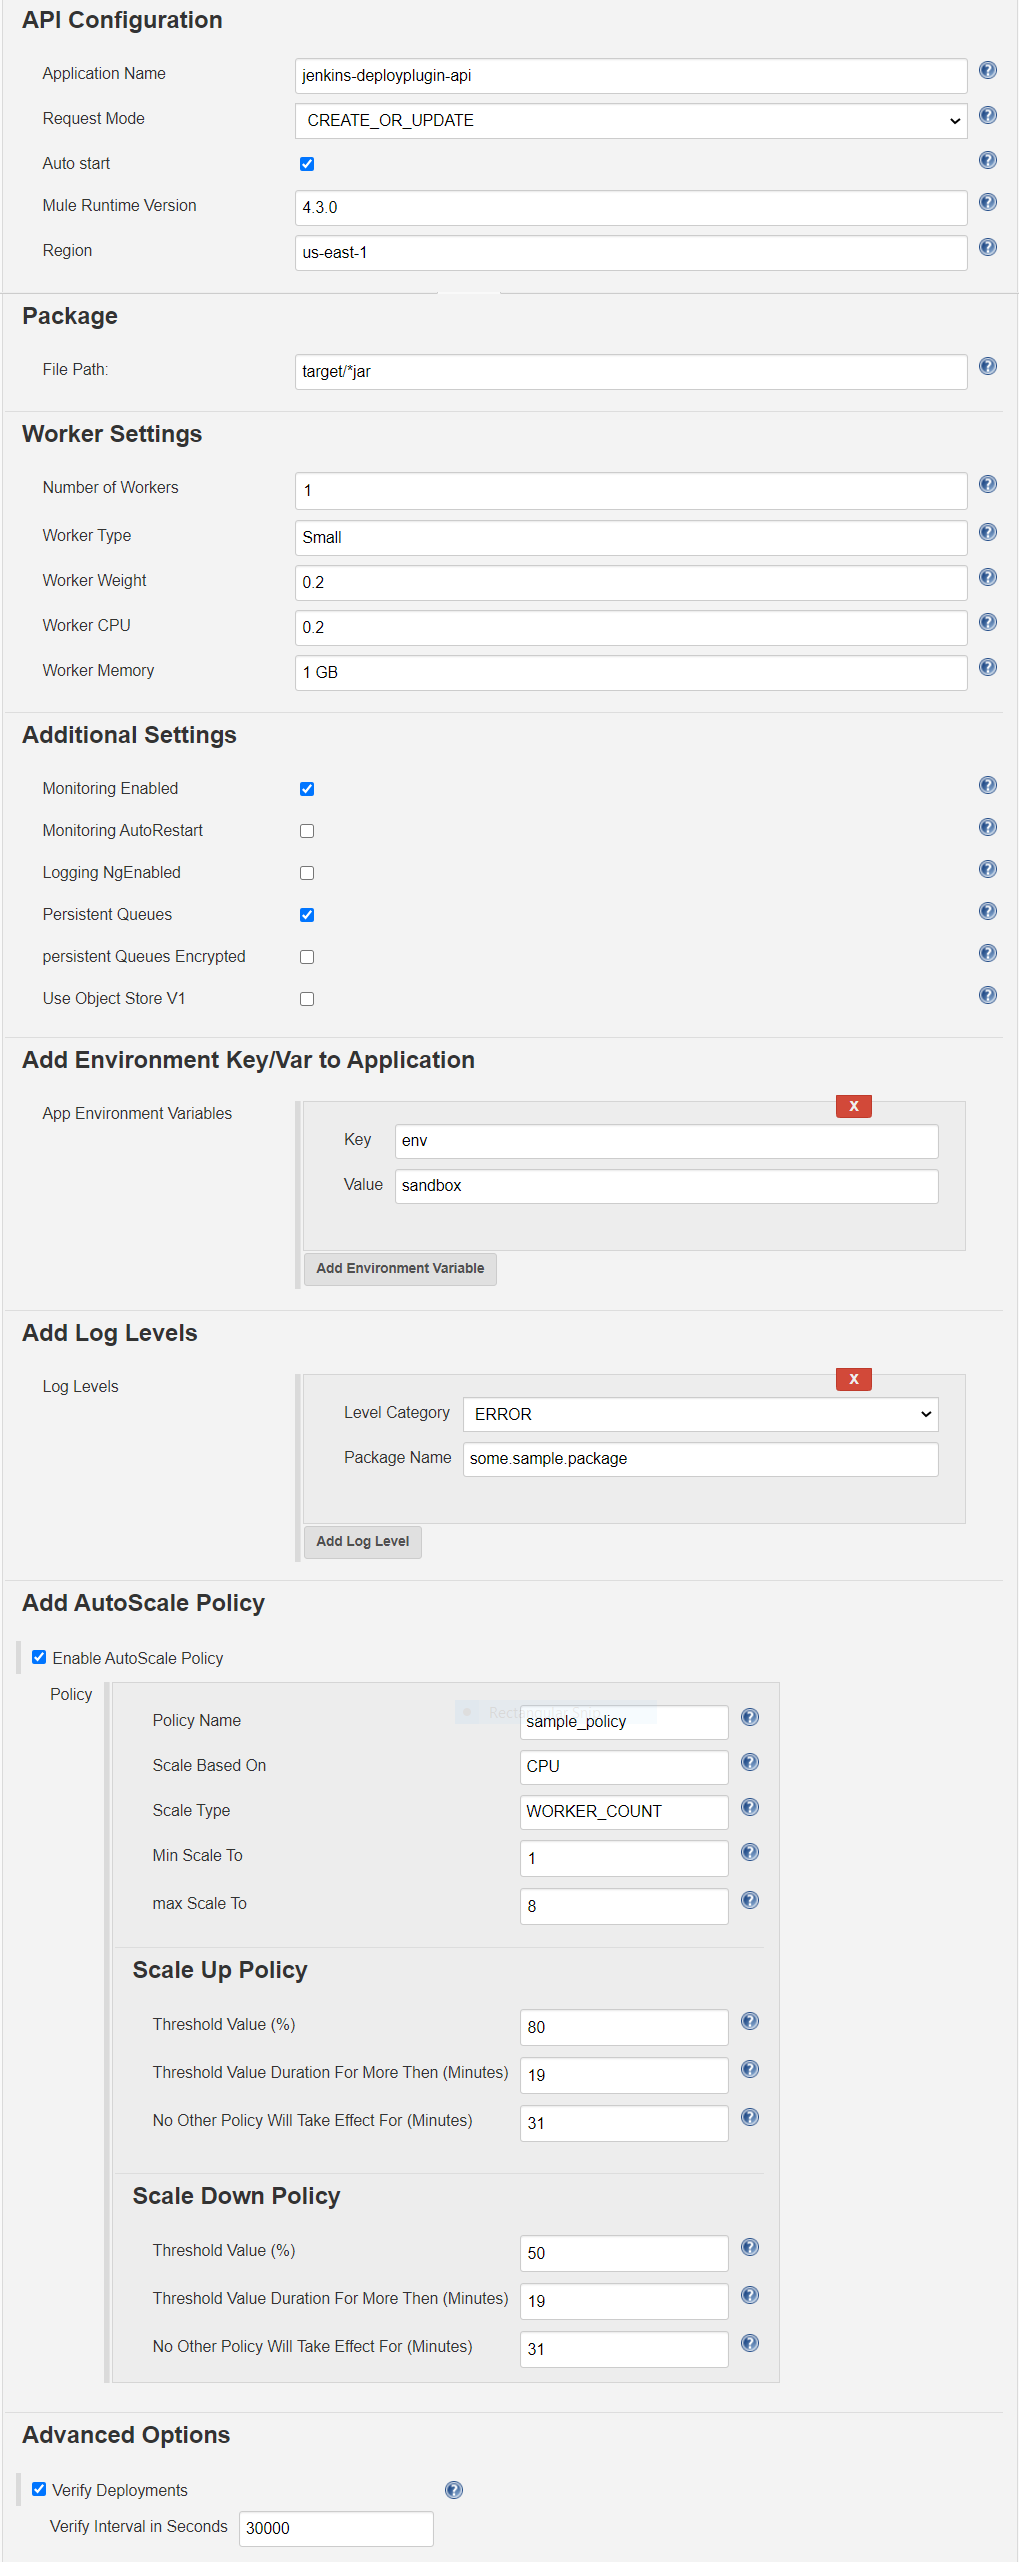 API Configuration
Application Name
jenkins-deployplugin-api
Request Mode
CREATE_OR_UPDATE
Auto start
Mule Runtime Version
4.3.0
Region
us-east-1
Package
File Path:
target/*jar
Worker Settings
Number of Workers
1
Worker Type
Small
Worker Weight
0.2
Worker CPU
0.2
Worker Memory
1 GB
Additional Settings
Monitoring Enabled
Monitoring AutoRestart
Logging NgEnabled
Persistent Queues
persistent Queues Encrypted
Use Object Store V1
Add Environment Key/Var to Application
App Environment Variables
X
Key
env
Value
sandbox
Add Environment Variable
Add Log Levels
Log Levels
X
Level Category
ERROR
Package Name
some.sample.package
Add Log Level
Add AutoScale Policy
Enable AutoScale Policy
Policy
Policy Name
sample_policy
Scale Based On
CPU
Scale Type
WORKER_COUNT
Min Scale To
1
max Scale To
8
Scale Up Policy
Threshold Value (%)
80
Threshold Value Duration For More Then (Minutes)
19
No Other Policy Will Take Effect For (Minutes)
31
Scale Down Policy
Threshold Value (%)
50
Threshold Value Duration For More Then (Minutes)
19
No Other Policy Will Take Effect For (Minutes)
31
Advanced Options
Verify Deployments
Verify Interval in Seconds
30000